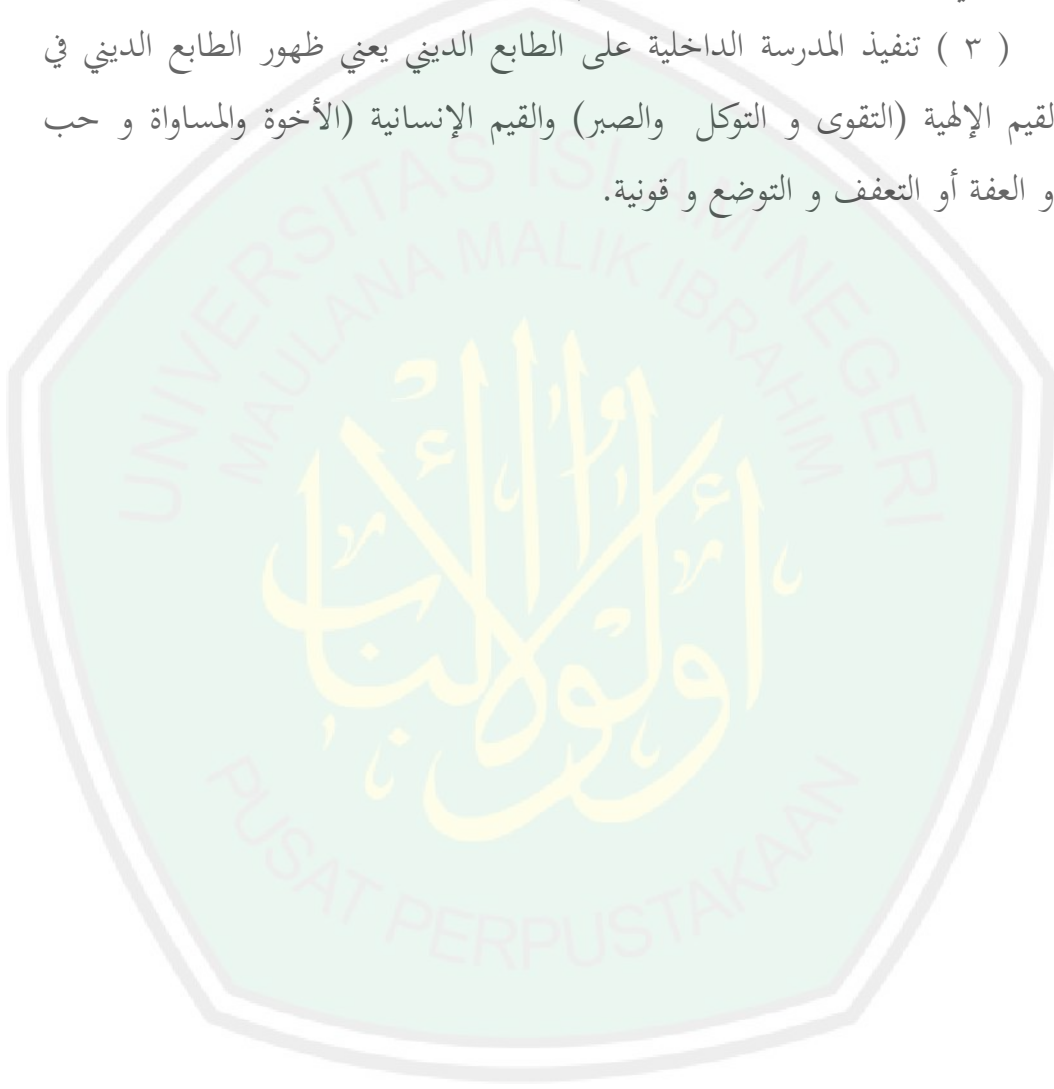 ( ٣ ) تنفيذ المدرسة الداخلية على الطابع الديني يعني ظهور الطابع الديني في
لقيم الإلهية (التقوى و التوكل والصبر) والقيم الإنسانية (الأخوة والمساواة و حب
و العفة أو التعفف و التوضع و قونية.
UNIVERSITAS ISLAM NEGERI
MAULANA MALIK IBRAHIM
PUSAT PERPUSTAKAAN